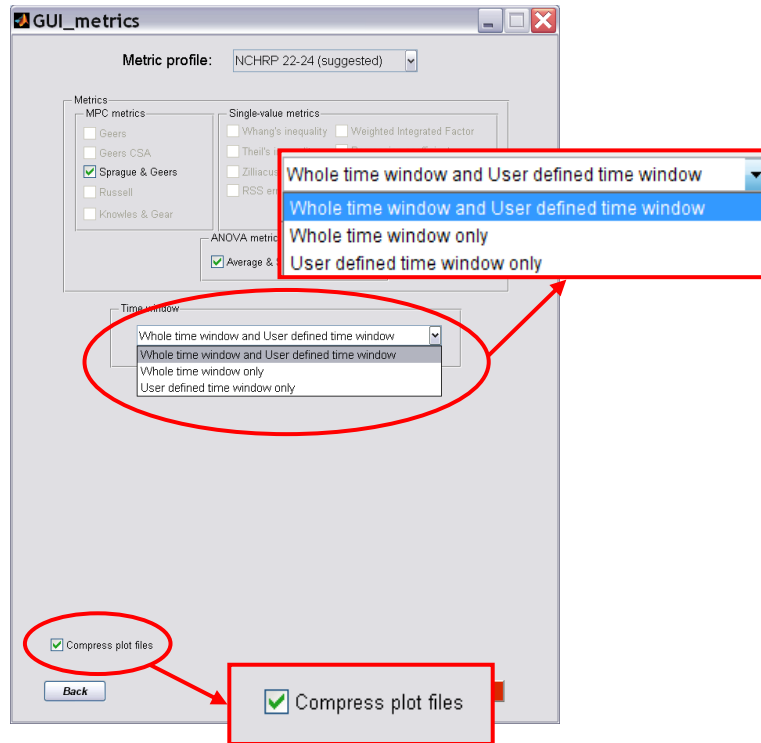 GUI_metrics
Metric profile: NCHRP 22-24 (suggested)
Metrics
MPC metrics
Geers
Geers CSA
Sprague & Geers
Russell
Knowles & Gear
Single-value metrics
Whang's inequality Weighted Integrated Factor
Theil's
Zilliacus
RSS
ANOVA metric
Average &
Whole time window and User defined time window
Whole time window and User defined time window
Whole time window only
User defined time window only
Time window
Whole time window and User defined time window
Whole time window and User defined time window
Whole time window only
User defined time window only
Compress plot files
Back
Compress plot files